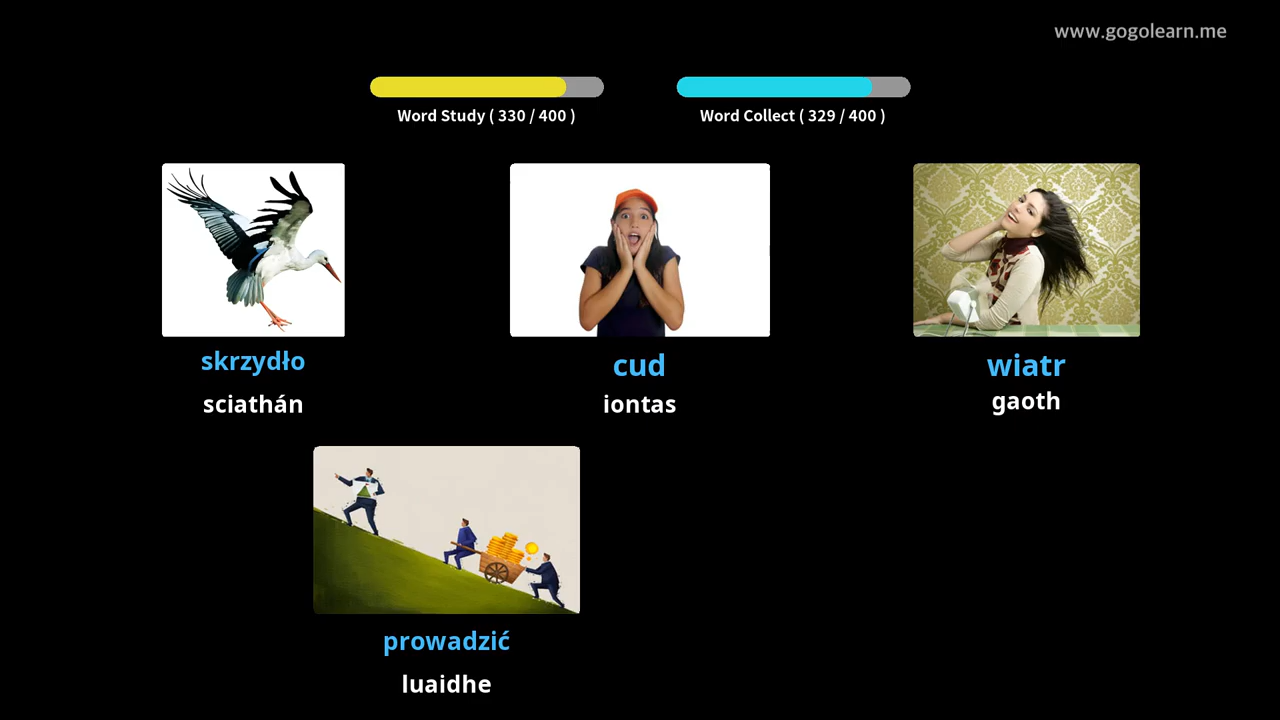 www.gogolearn.me
Word Study ( 330 / 400 )
Word Collect ( 329 / 400 )
skrzydło
cud
wiatr
sciathán
iontas
gaoth
prowadzić
luaidhe